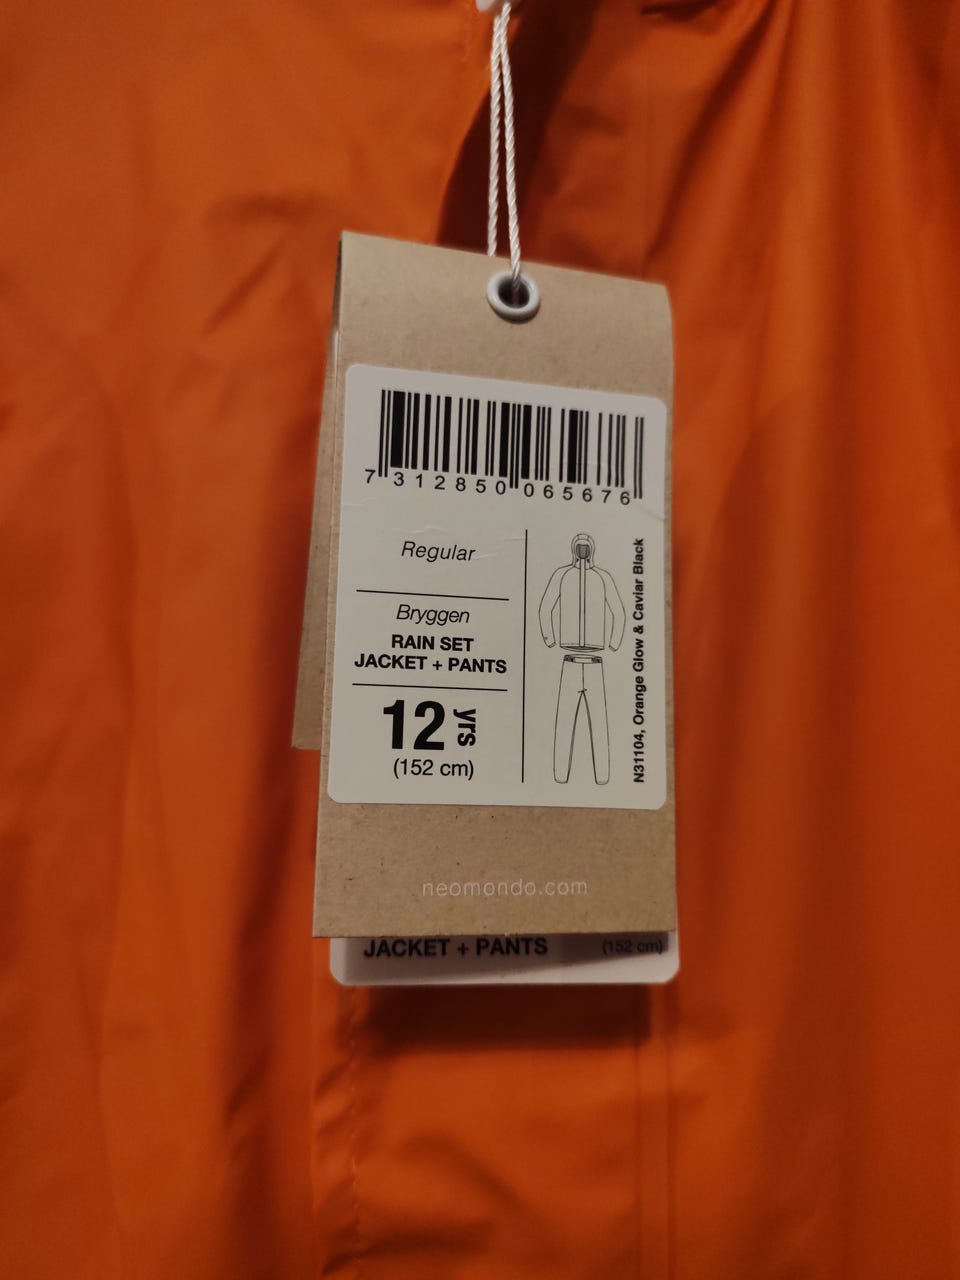 7 312850 065676
Regular
Bryggen
RAIN SET
JACKET + PANTS
12 yrs
(152 cm)
N31104, Orange Glow & Caviar Black
neomondo.com
JACKET + PANTS (152 cm)